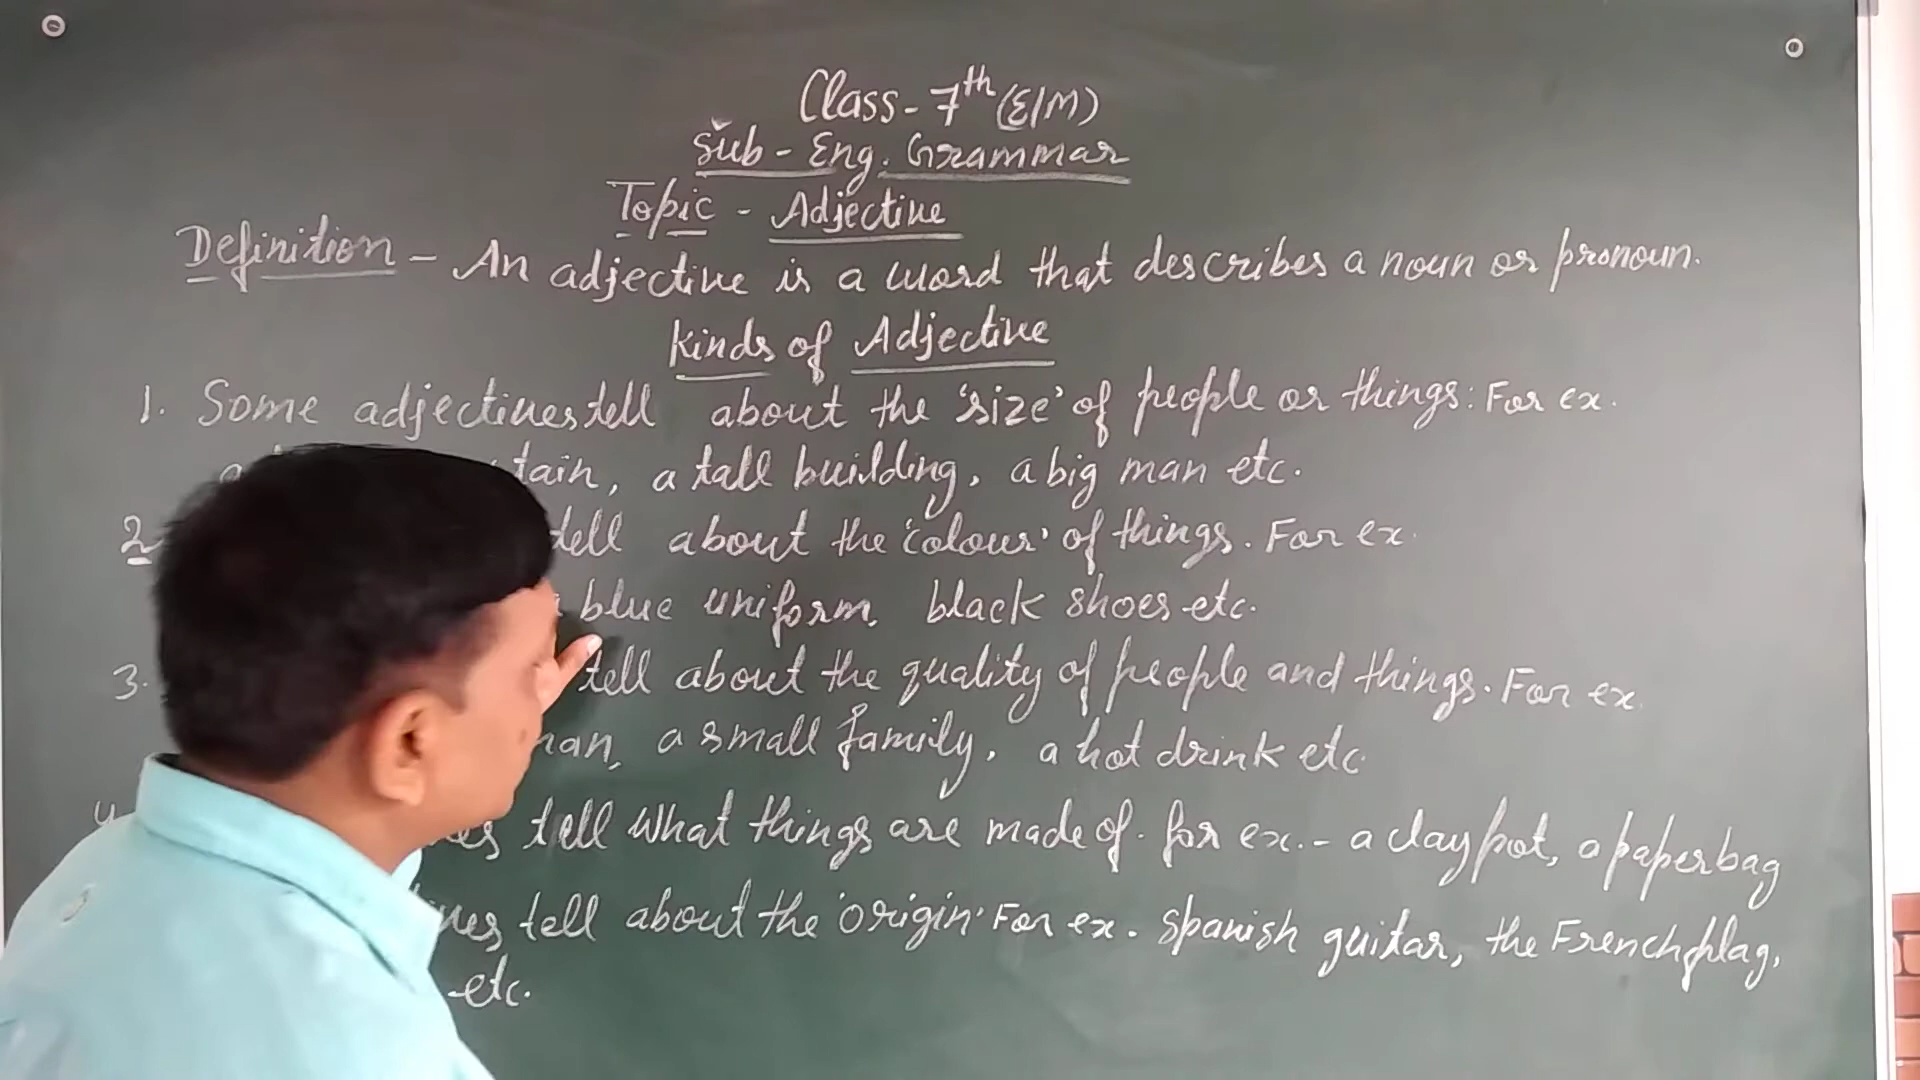 Class - 7th (E/M)
Sub - Eng. Grammar
Topic - Adjective
Definition - An adjective is a word that describes a noun or pronoun.
Kinds of Adjective
1. Some adjectives tell about the 'size' of people or things: For ex.
a tall building, a big man etc.
2 tell about the 'colour' of things. For ex.
blue uniform, black shoes etc.
3. tell about the quality of people and things. For ex.
a small family, a hot drink etc
4 tell what things are made of. for ex. - a clay pot, a paper bag
tell about the 'origin' For ex. Spanish guitar, the French flag,
etc.